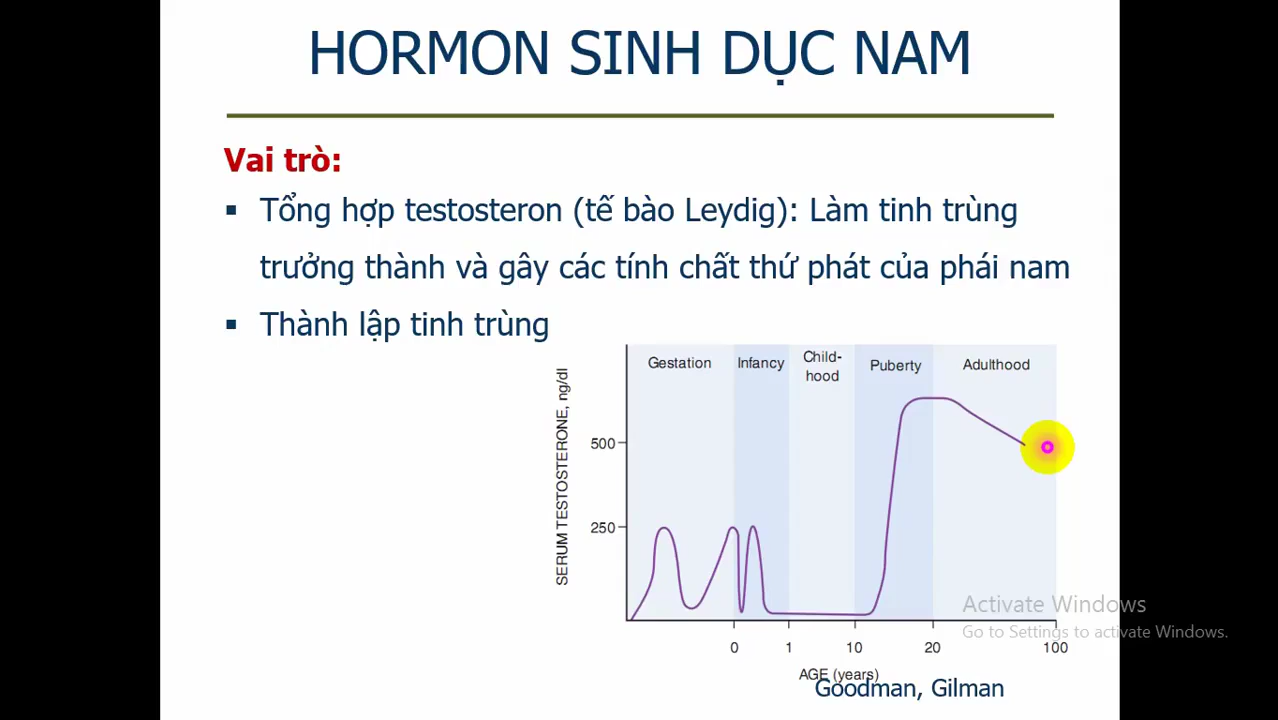 HORMON SINH DỤC NAM
Vai trò:
▪ Tổng hợp testosteron (tế bào Leydig): Làm tinh trùng
trưởng thành và gây các tính chất thứ phát của phái nam
▪ Thành lập tinh trùng
Gestation Infancy Child-
hood Puberty Adulthood
SERUM TESTOSTERONE, ng/dl
500
250
0 1 10 20 100
AGE (years)
Goodman, Gilman
Activate Windows
Go to Settings to activate Windows.